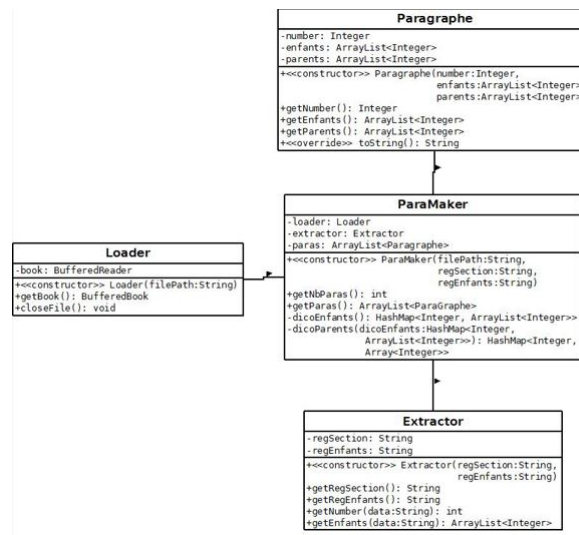 Paragraphe
-number: Integer
-enfants: ArrayList<Integer>
-parents: ArrayList<Integer>
+<<constructor>> Paragraphe(number:Integer,
enfants:ArrayList<Integer>
parents:ArrayList<Integer>
+getNumber(): Integer
+getEnfants(): ArrayList<Integer>
+getParents(): ArrayList<Integer>
+<<override>> toString(): String
ParaMaker
-loader: Loader
-extractor: Extractor
-paras: ArrayList<Paragraphe>
+<<constructor>> ParaMaker(filePath:String,
regSection:String,
regEnfants:String)
+getNbParas(): int
+getParas(): ArrayList<ParaGraphe>
-dicoEnfants(): HashMap<Integer, ArrayList<Integer>>
-dicoParents(dicoEnfants:HashMap<Integer,
ArrayList<Integer>>): HashMap<Integer,
Array<Integer>>
Loader
-book: BufferedReader
+<<constructor>> Loader(filePath:String)
+getBook(): BufferedBook
+closeFile(): void
Extractor
-regSection: String
-regEnfants: String
+<<constructor>> Extractor(regSection:String,
regEnfants:String)
+getRegSection(): String
+getRegEnfants(): String
+getNumber(data:String): int
+getEnfants(data:String): ArrayList<Integer>